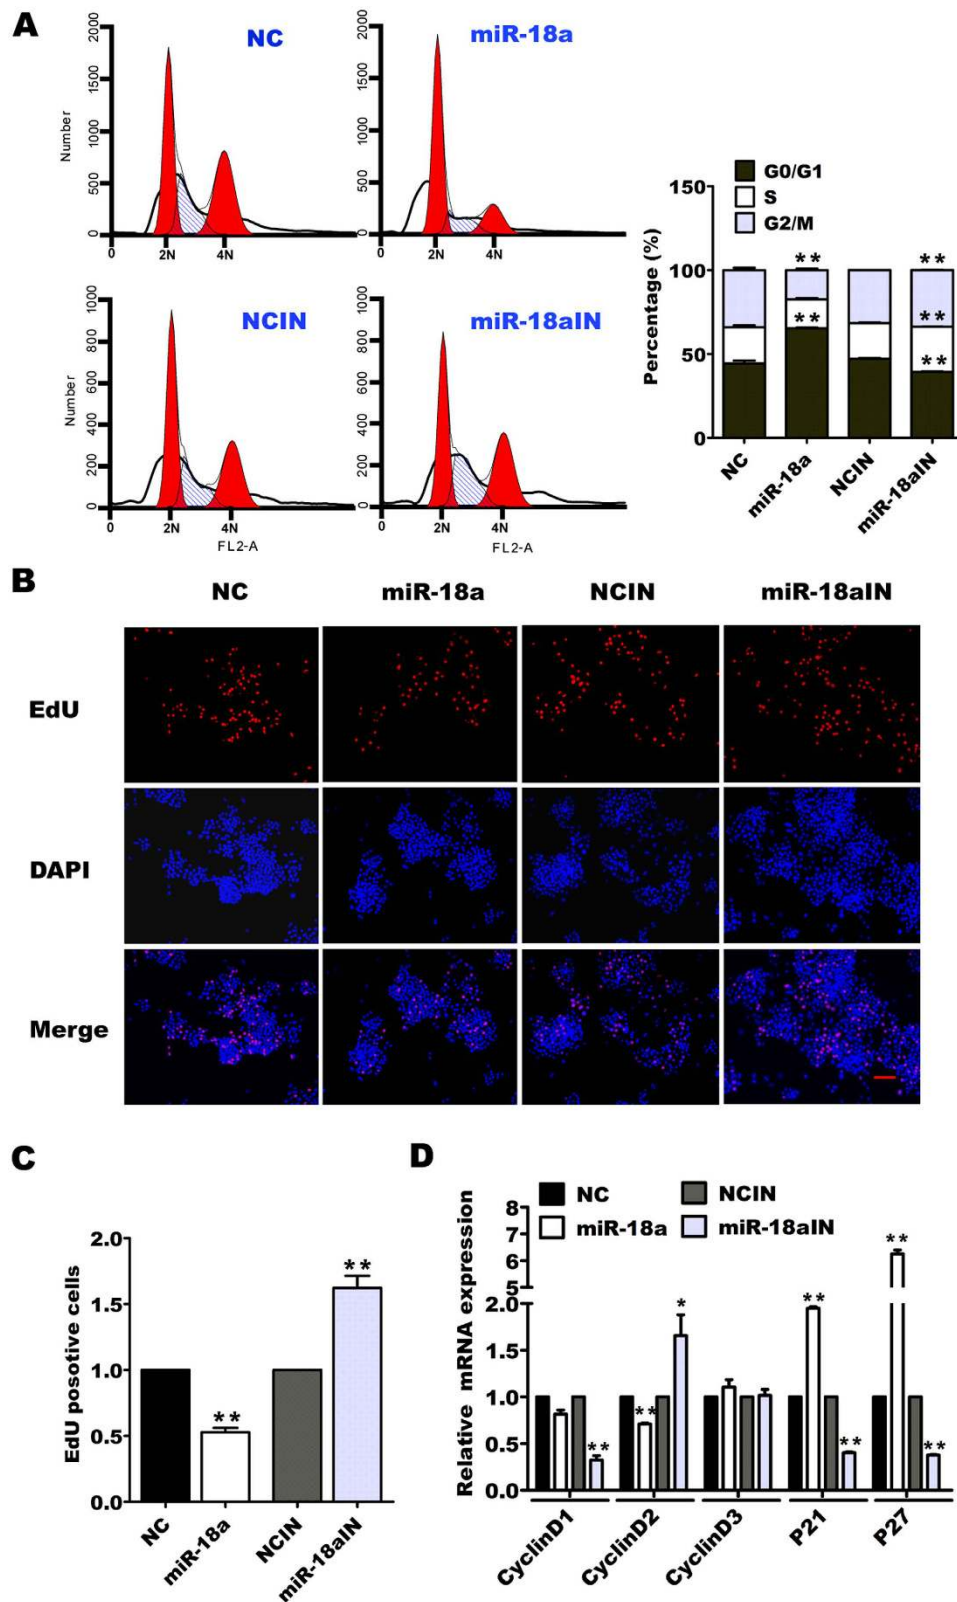 A
NC
miR-18a
Number
2000
1500
1000
500
0
2N
4N
2000
1500
1000
500
0
0
2N
4N
NCIN
miR-18aIN
Number
1000
800
600
400
200
0
0
2N
4N
FL2-A
1000
800
600
400
200
0
0
2N
4N
FL2-A
G0/G1
S
G2/M
Percentage (%)
150
100
50
0
**
**
**
**
**
NC
miR-18a
NCIN
miR-18aIN
B
NC
miR-18a
NCIN
miR-18aIN
EdU
DAPI
Merge
C
EdU posotive cells
2.0
1.5
1.0
0.5
0.0
**
**
NC
miR-18a
NCIN
miR-18aIN
D
NC
NCIN
miR-18a
miR-18aIN
Relative mRNA expression
8
7
6
5
2.0
1.5
1.0
0.5
0.0
**
**
*
**
**
**
**
CyclinD1
CyclinD2
CyclinD3
P21
P27